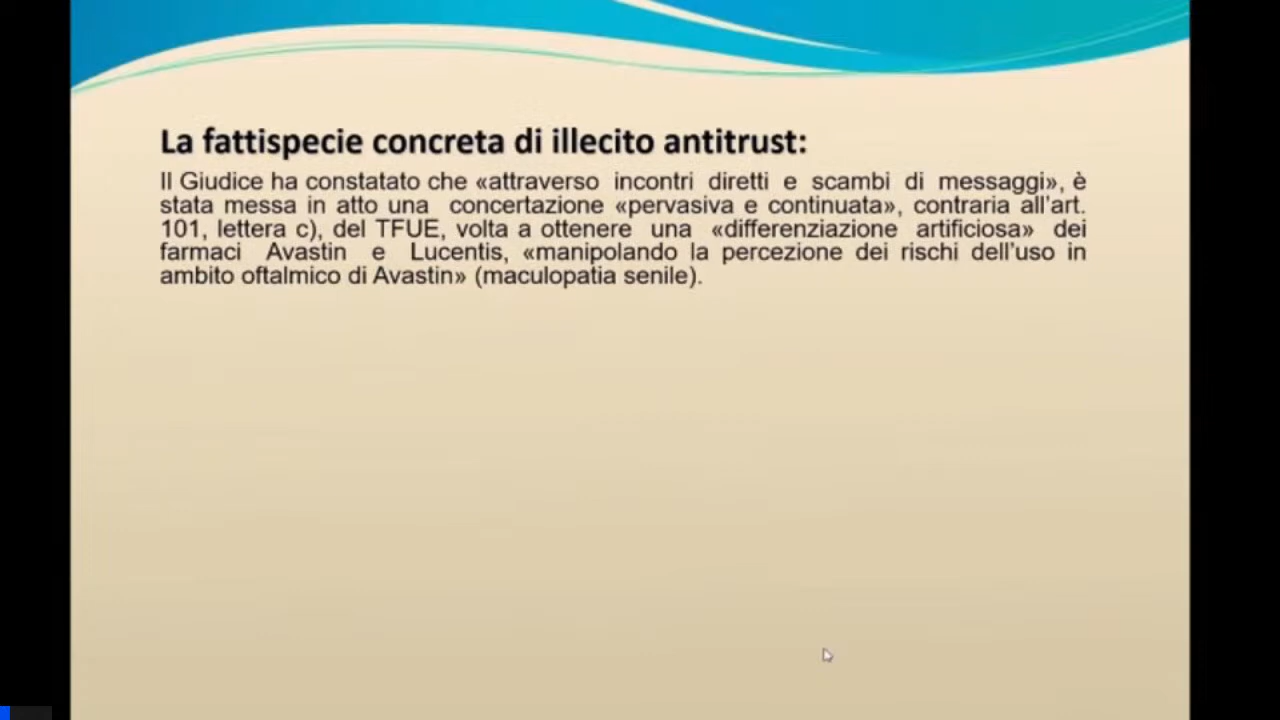 La fattispecie concreta di illecito antitrust:
Il Giudice ha constatato che «attraverso incontri diretti e scambi di messaggi», è
stata messa in atto una concertazione «pervasiva e continuata», contraria all’art.
101, lettera c), del TFUE, volta a ottenere una «differenziazione artificiosa» dei
farmaci Avastin e Lucentis, «manipolando la percezione dei rischi dell’uso in
ambito oftalmico di Avastin» (maculopatia senile).